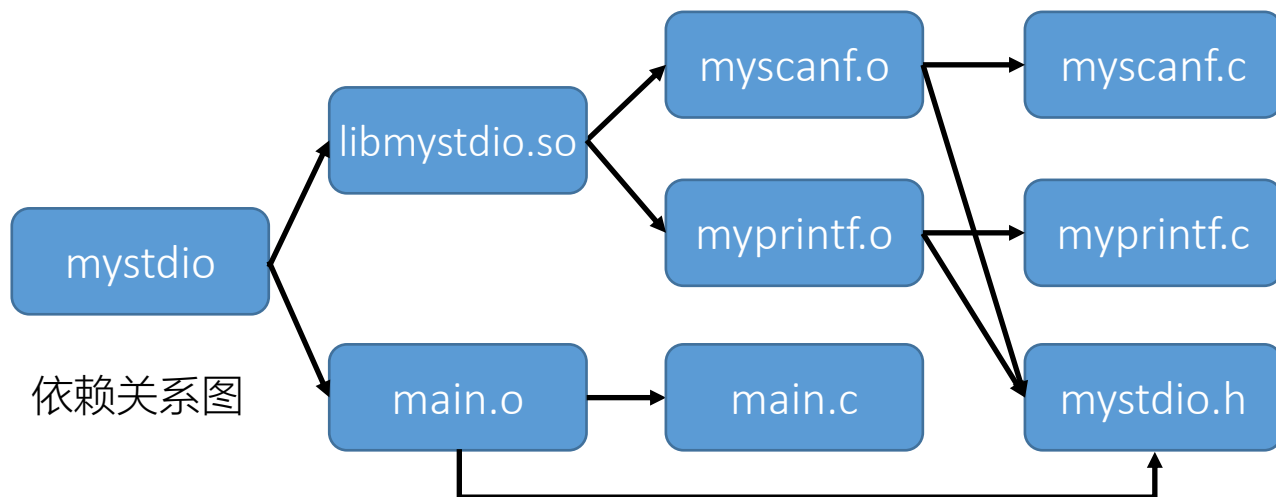 myscanf.o
myscanf.c
libmystdio.so
myprintf.o
myprintf.c
mystdio
依赖关系图
main.o
main.c
mystdio.h